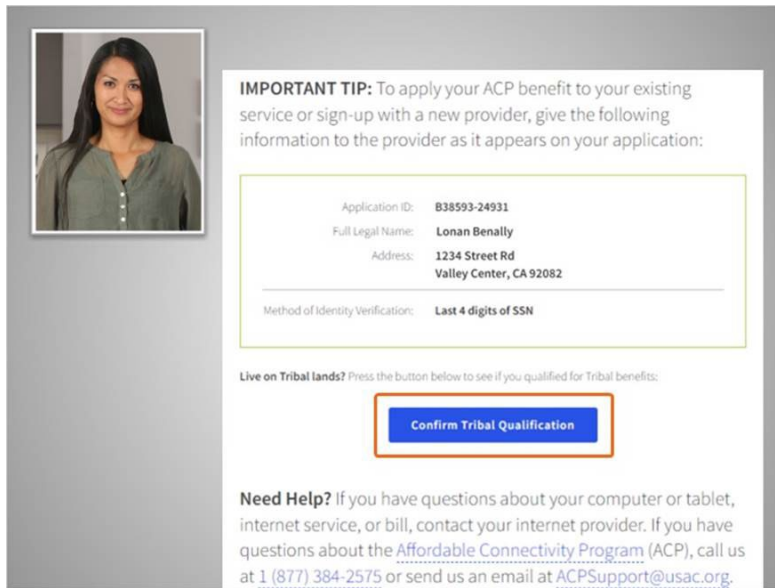 IMPORTANT TIP: To apply your ACP benefit to your existing
service or sign-up with a new provider, give the following
information to the provider as it appears on your application:
Application ID: B38593-24931
Full Legal Name: Lonan Benally
Address: 1234 Street Rd
Valley Center, CA 92082
Method of Identity Verification: Last 4 digits of SSN
Live on Tribal lands? Press the button below to see if you qualified for Tribal benefits:
Confirm Tribal Qualification
Need Help? If you have questions about your computer or tablet,
internet service, or bill, contact your internet provider. If you have
questions about the Affordable Connectivity Program (ACP), call us
at 1 (877) 384-2575 or send us an email at ACPSupport@usac.org.